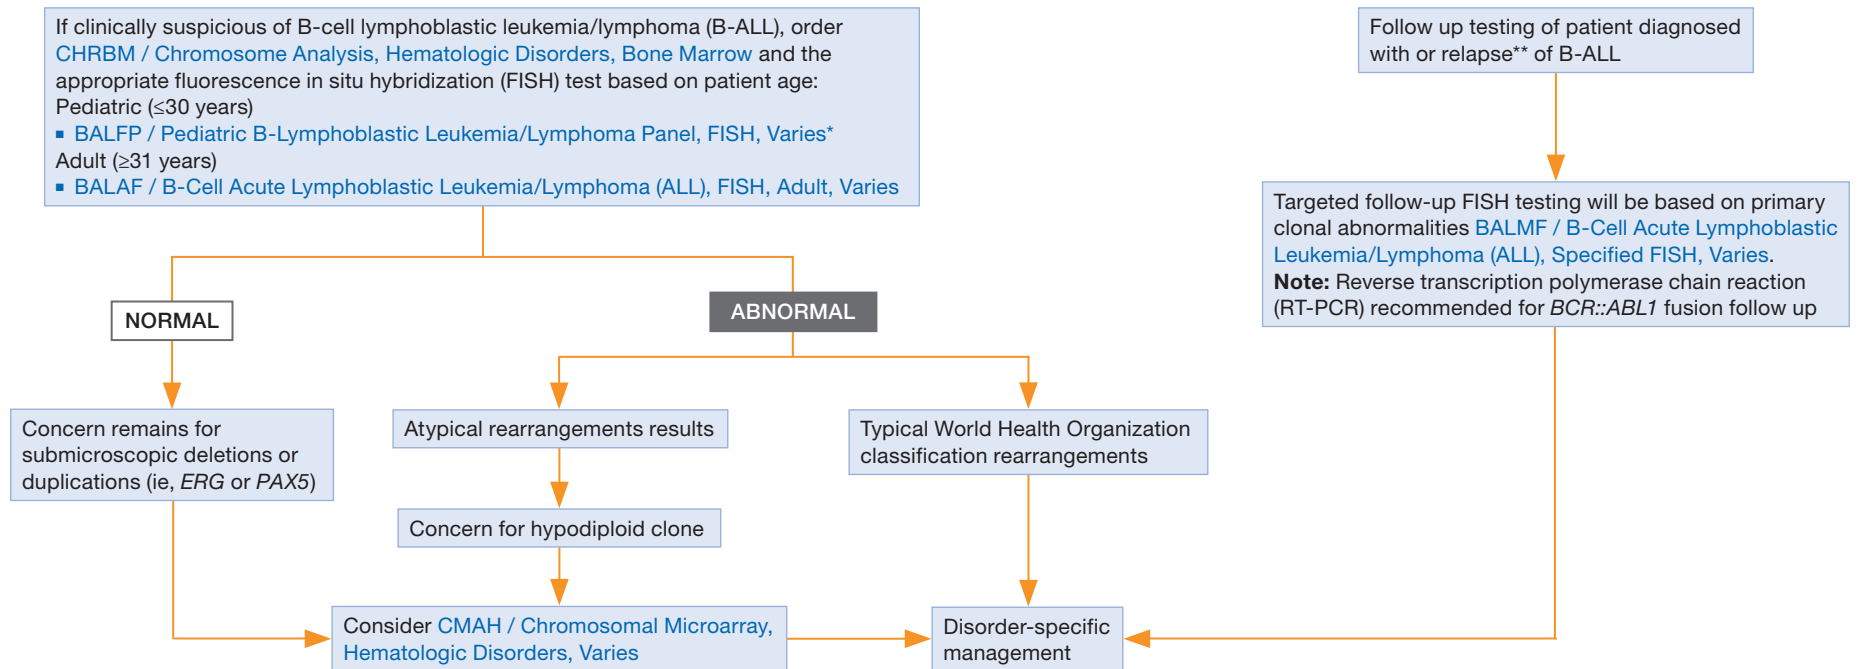 If clinically suspicious of B-cell lymphoblastic leukemia/lymphoma (B-ALL), order
CHRBM / Chromosome Analysis, Hematologic Disorders, Bone Marrow and the
appropriate fluorescence in situ hybridization (FISH) test based on patient age:
Pediatric (≤30 years)
▪ BALFP / Pediatric B-Lymphoblastic Leukemia/Lymphoma Panel, FISH, Varies*
Adult (≥31 years)
▪ BALAF / B-Cell Acute Lymphoblastic Leukemia/Lymphoma (ALL), FISH, Adult, Varies
Follow up testing of patient diagnosed
with or relapse** of B-ALL
Targeted follow-up FISH testing will be based on primary
clonal abnormalities BALMF / B-Cell Acute Lymphoblastic
Leukemia/Lymphoma (ALL), Specified FISH, Varies.
Note: Reverse transcription polymerase chain reaction
(RT-PCR) recommended for BCR::ABL1 fusion follow up
NORMAL
ABNORMAL
Concern remains for
submicroscopic deletions or
duplications (ie, ERG or PAX5)
Atypical rearrangements results
Typical World Health Organization
classification rearrangements
Concern for hypodiploid clone
Consider CMAH / Chromosomal Microarray,
Hematologic Disorders, Varies
Disorder-specific
management